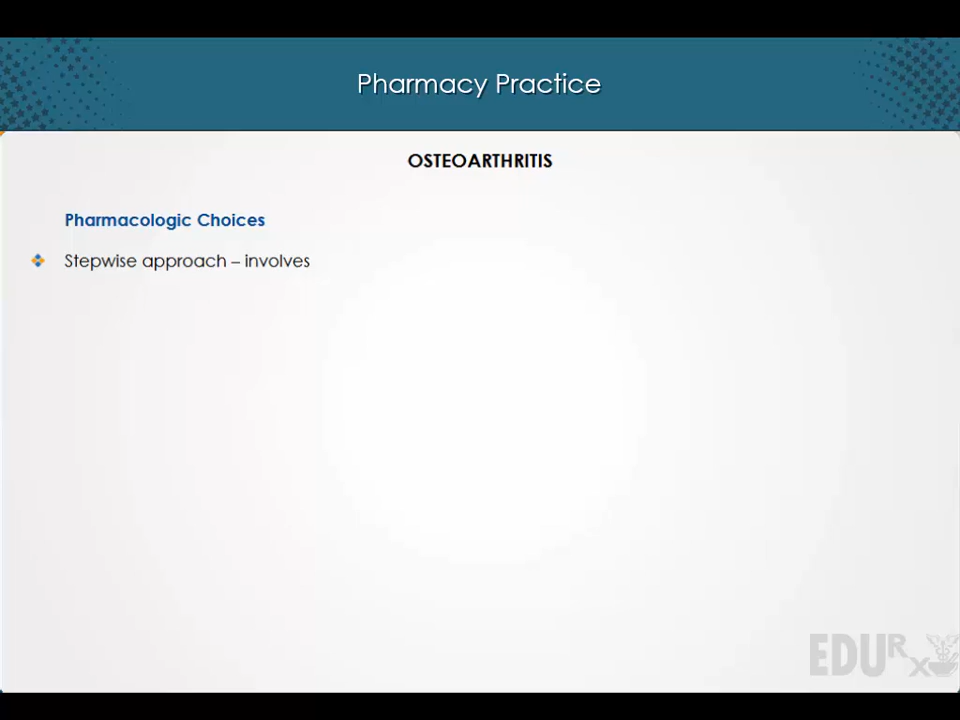 Pharmacy Practice
OSTEOARTHRITIS
Pharmacologic Choices
Stepwise approach – involves
EDURx